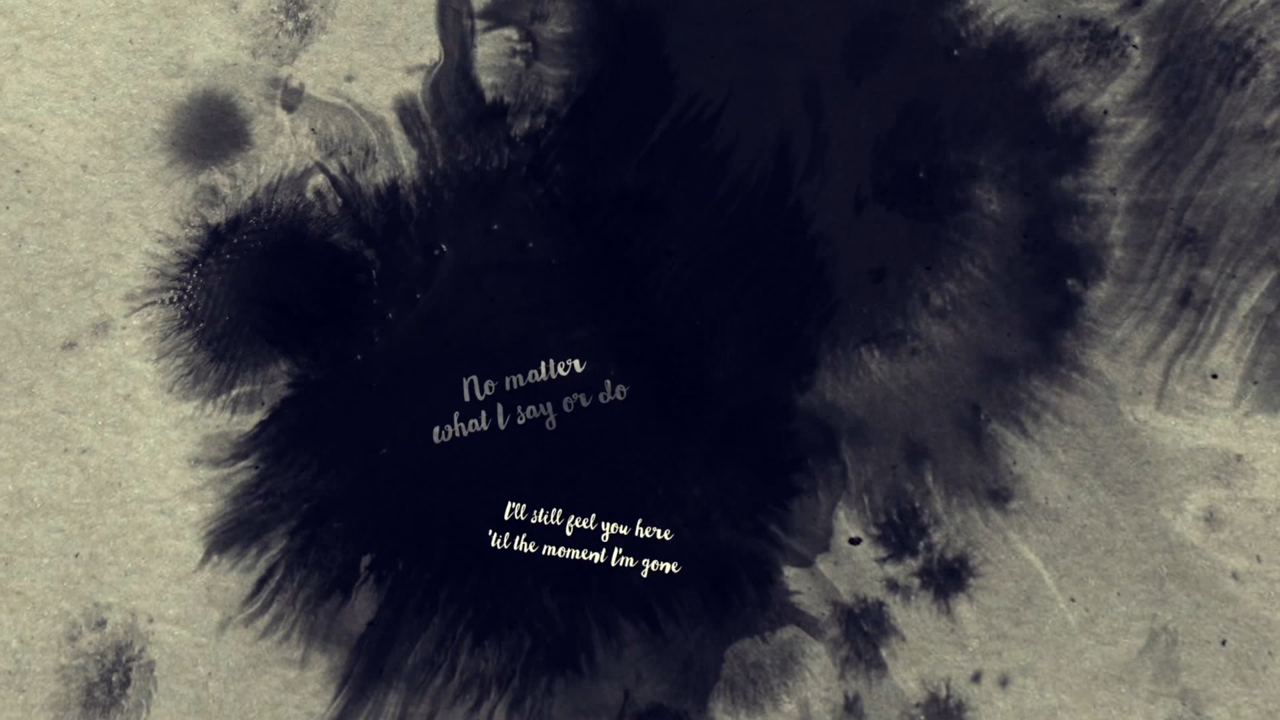 No matter
what I say or do
I'll still feel you here
'til the moment I'm gone